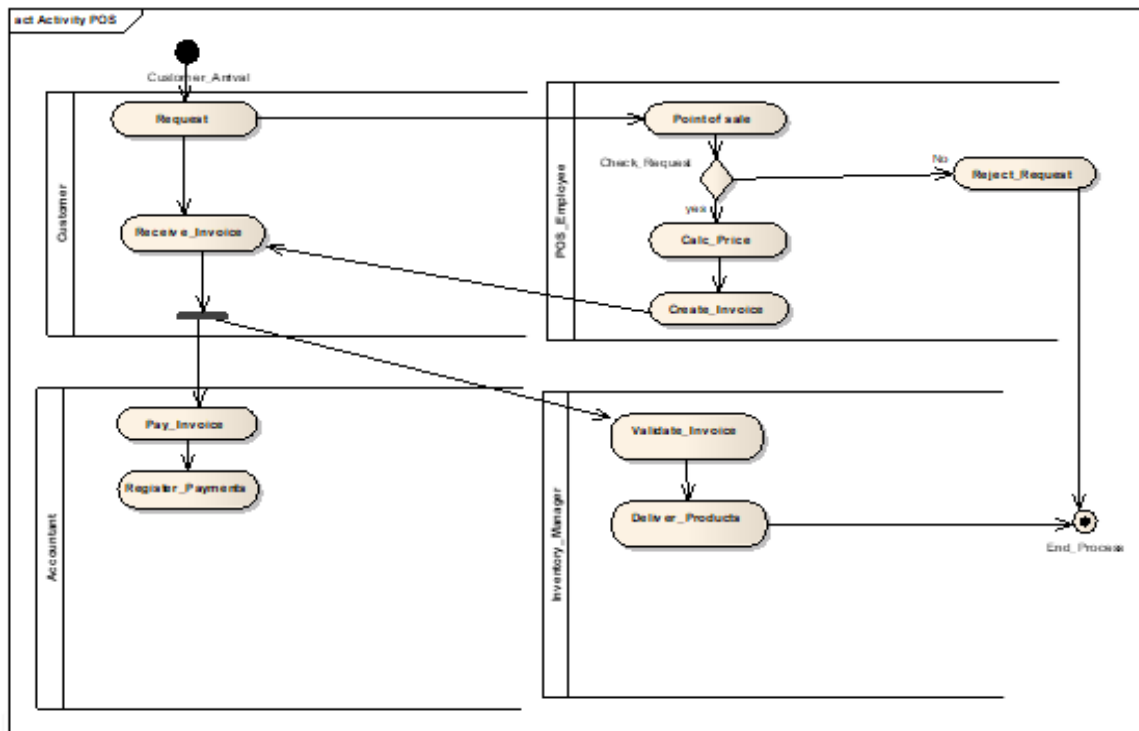 act Activity POS
Customer_Arrival
Request
Point of sale
Check_Request
No
Reject_Request
Customer
Receive_Invoice
yes
Calc_Price
POS_Employee
Create_Invoice
Pay_Invoice
Validate_Invoice
Register_Payments
Deliver_Products
Accountant
Inventory_Manager
End_Process